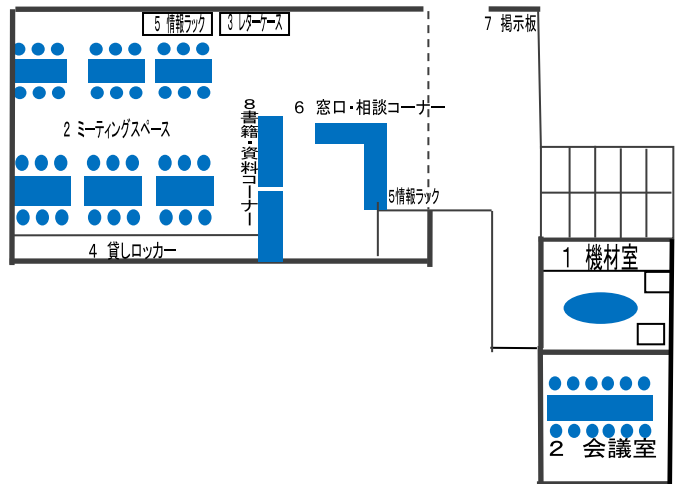 5 情報ラック
3 レターケース
7 掲示板
2 ミーティングスペース
8 書籍・資料コーナー
6 窓口・相談コーナー
5情報ラック
4 貸しロッカー
1 機材室
2 会議室